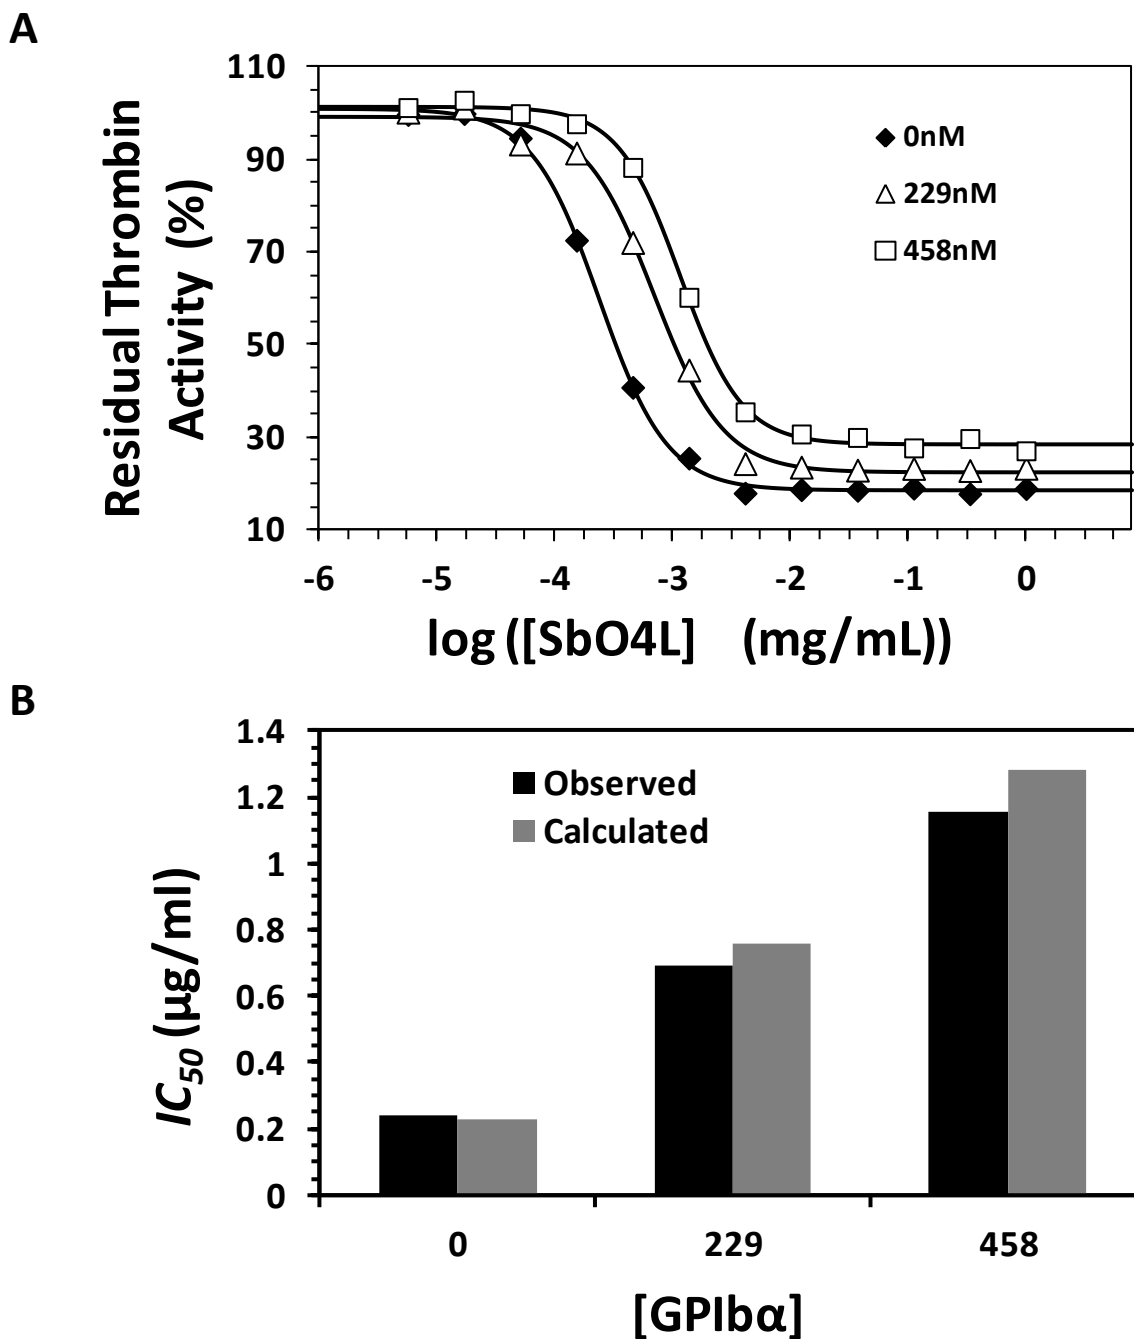 A
110
90
70
50
30
10
Residual Thrombin
Activity (%)
0nM
229nM
458nM
-6 -5 -4 -3 -2 -1 0
log ([SbO4L] (mg/mL))
B
1.4
1.2
1
0.8
0.6
0.4
0.2
0
IC50 (µg/ml)
Observed
Calculated
0 229 458
[GPIbα]